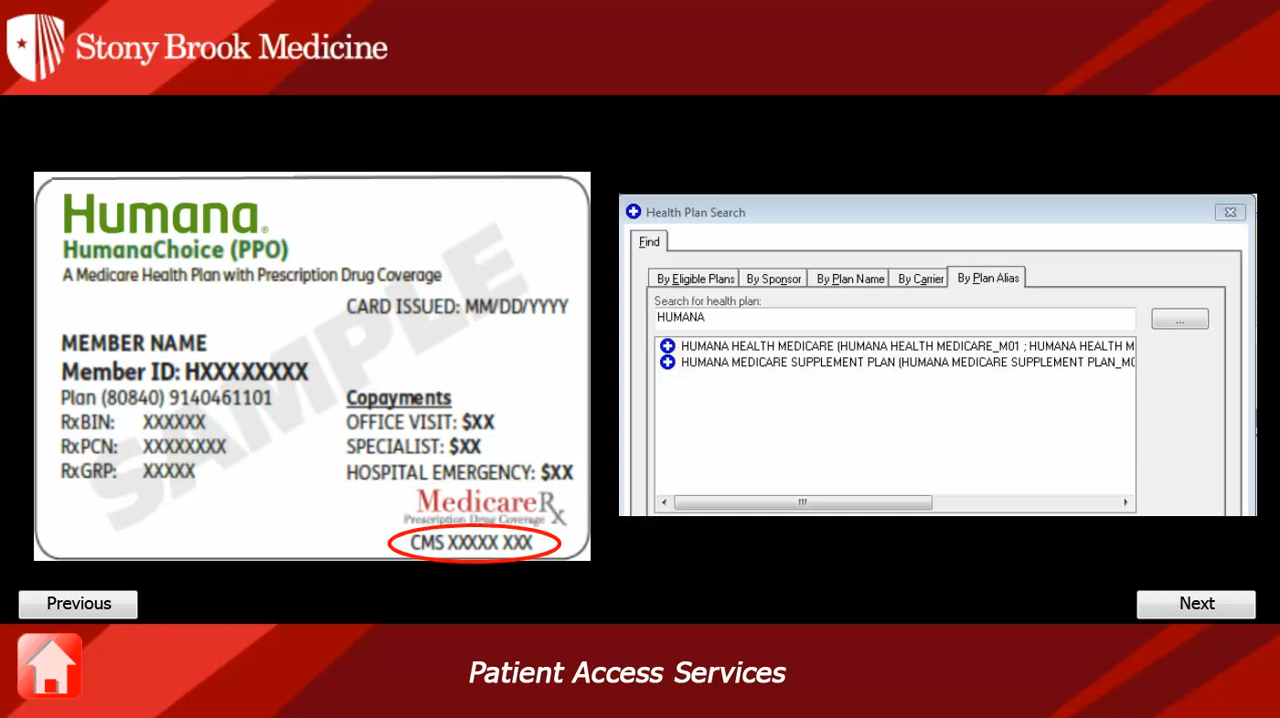 Stony Brook Medicine
Humana®
HumanaChoice (PPO)
A Medicare Health Plan with Prescription Drug Coverage
CARD ISSUED: MM/DD/YYYY
MEMBER NAME
Member ID: HXXXXXXXX
Plan (80840) 9140461101
RxBIN: XXXXXX
RxPCN: XXXXXXXX
RxGRP: XXXXX
Copayments
OFFICE VISIT: $XX
SPECIALIST: $XX
HOSPITAL EMERGENCY: $XX
MedicareRx
Prescription Drug Coverage
CMS XXXXX XXX
SAMPLE
Health Plan Search
Find
By Eligible Plans By Sponsor By Plan Name By Carrier By Plan Alias
Search for health plan:
HUMANA
...
HUMANA HEALTH MEDICARE (HUMANA HEALTH MEDICARE_M01 ; HUMANA HEALTH M
HUMANA MEDICARE SUPPLEMENT PLAN (HUMANA MEDICARE SUPPLEMENT PLAN_M0
Previous
Next
Patient Access Services